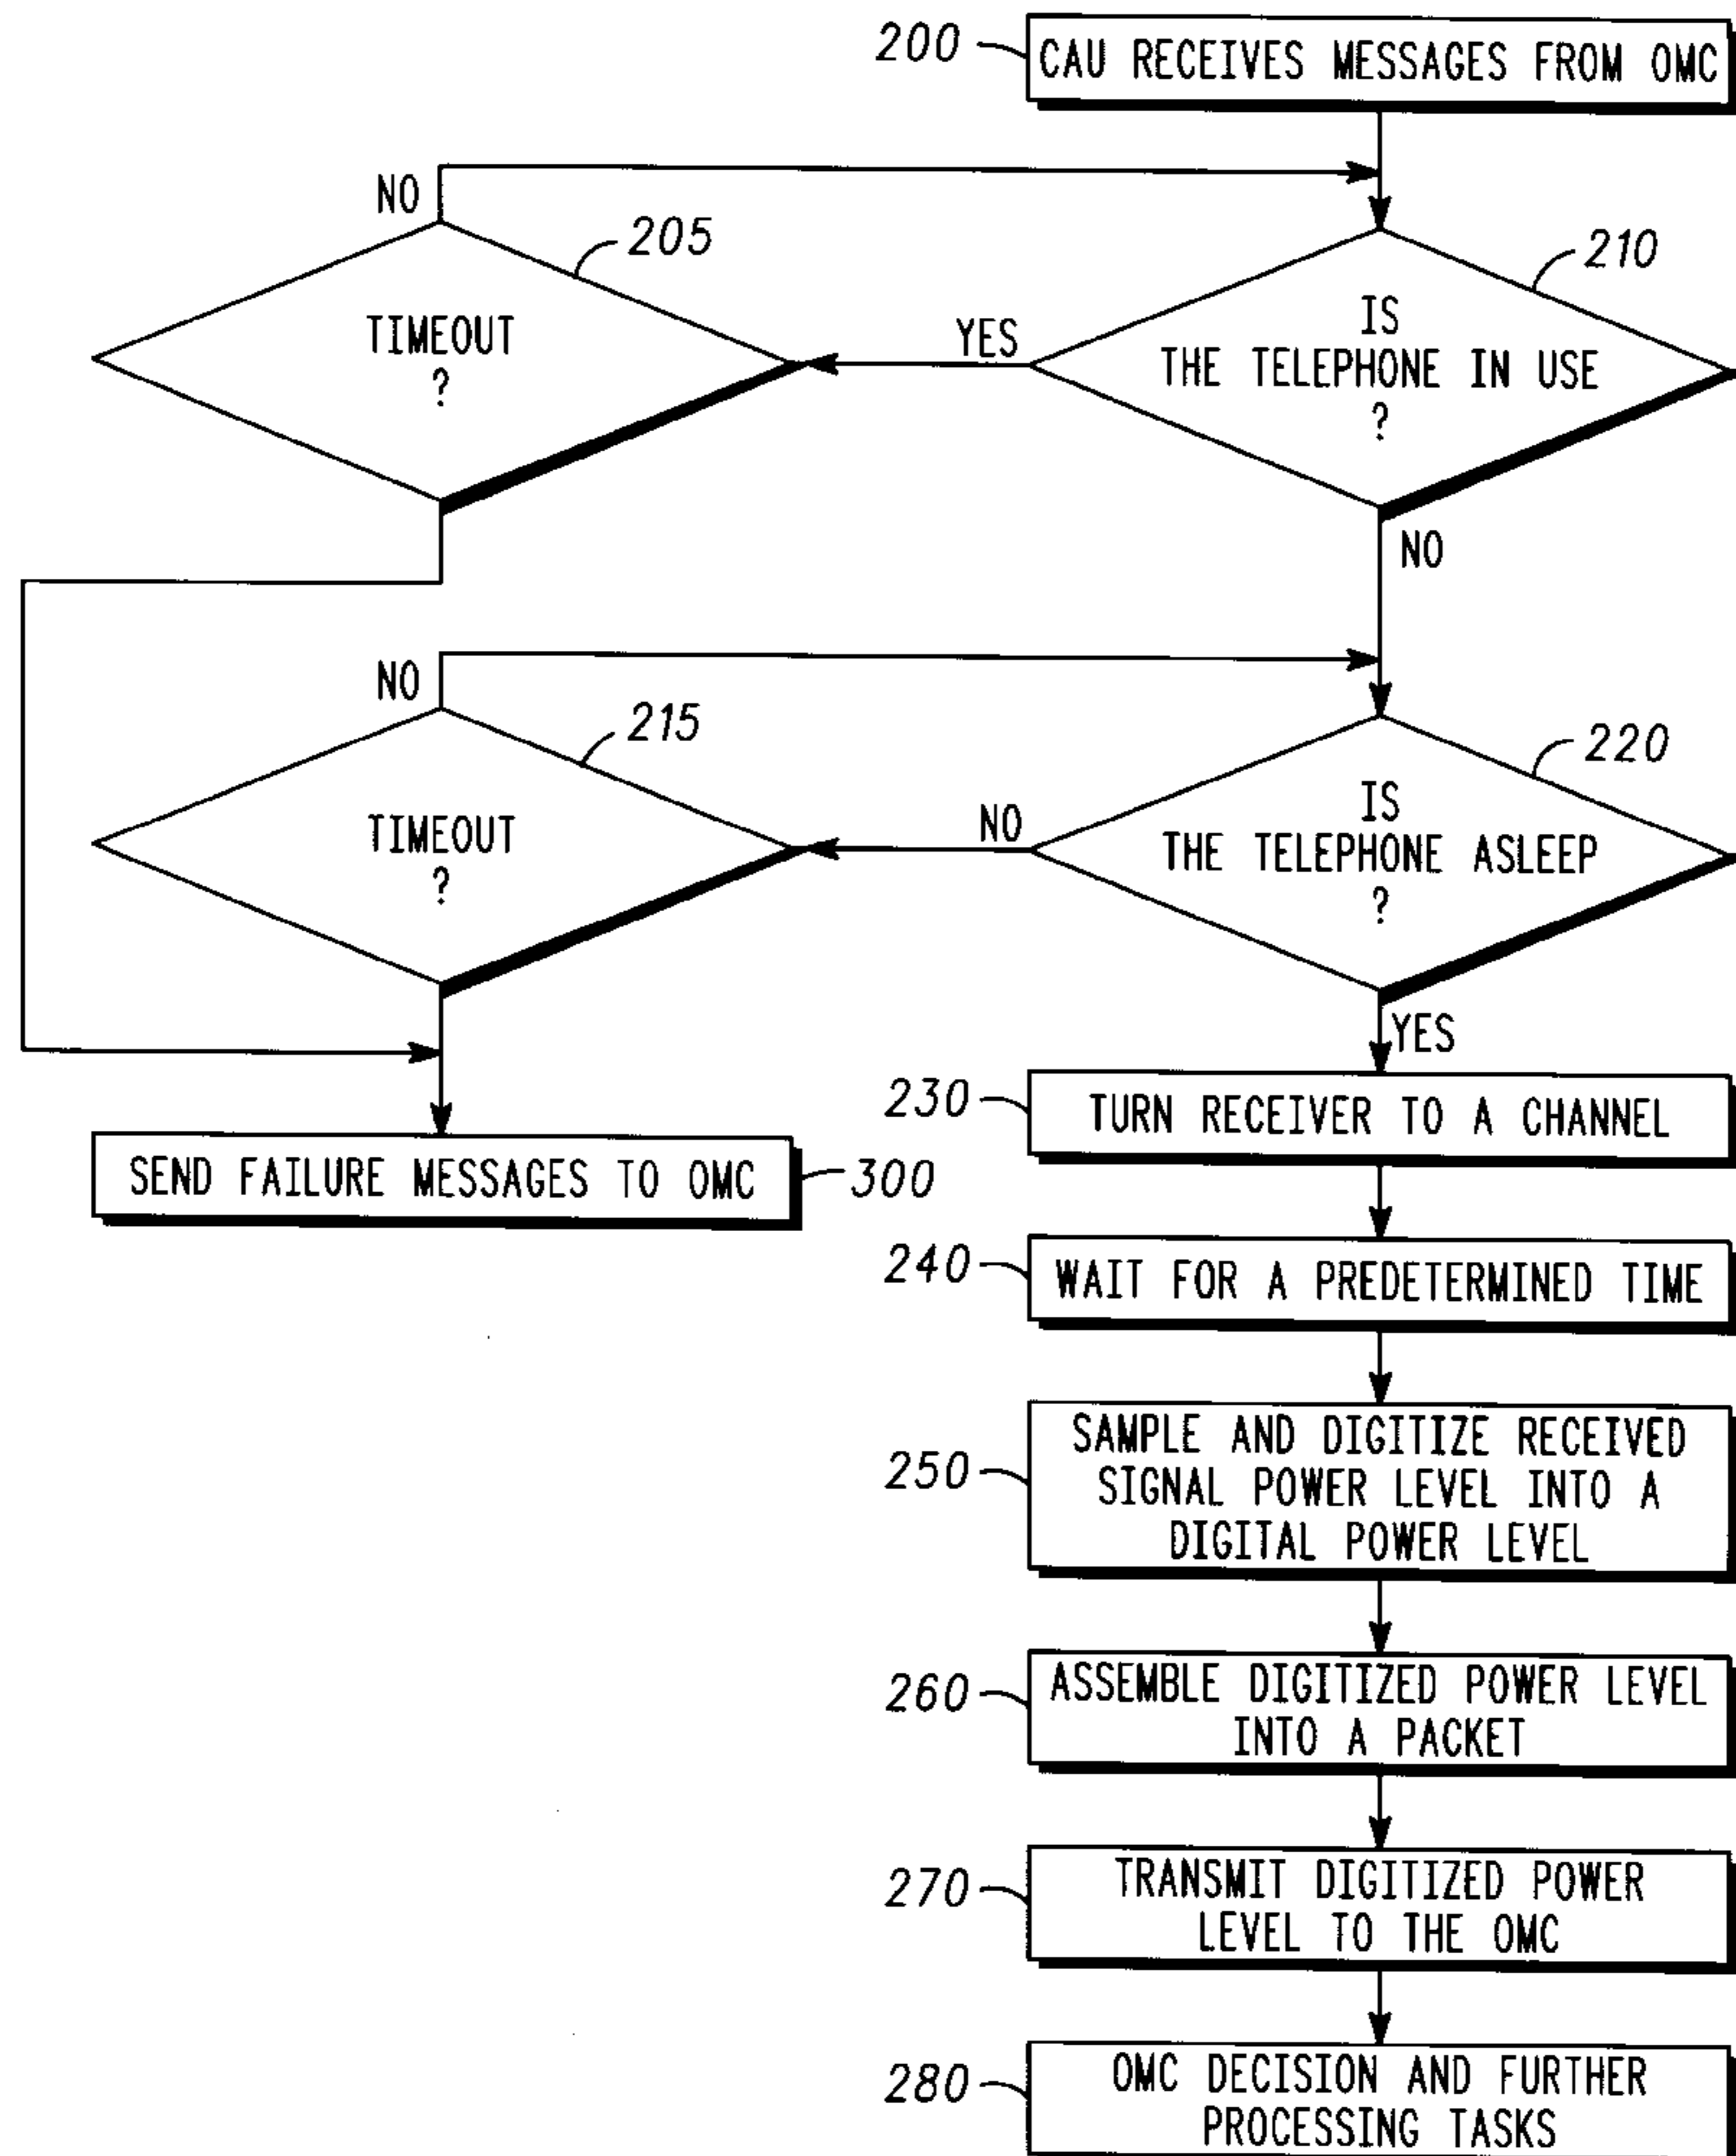 200
CAU RECEIVES MESSAGES FROM OMC
NO
205
TIMEOUT
?
YES
210
IS
THE TELEPHONE IN USE
?
NO
NO
215
TIMEOUT
?
NO
220
IS
THE TELEPHONE ASLEEP
?
YES
SEND FAILURE MESSAGES TO OMC
300
230
TURN RECEIVER TO A CHANNEL
240
WAIT FOR A PREDETERMINED TIME
250
SAMPLE AND DIGITIZE RECEIVED
SIGNAL POWER LEVEL INTO A
DIGITAL POWER LEVEL
260
ASSEMBLE DIGITIZED POWER LEVEL
INTO A PACKET
270
TRANSMIT DIGITIZED POWER
LEVEL TO THE OMC
280
OMC DECISION AND FURTHER
PROCESSING TASKS